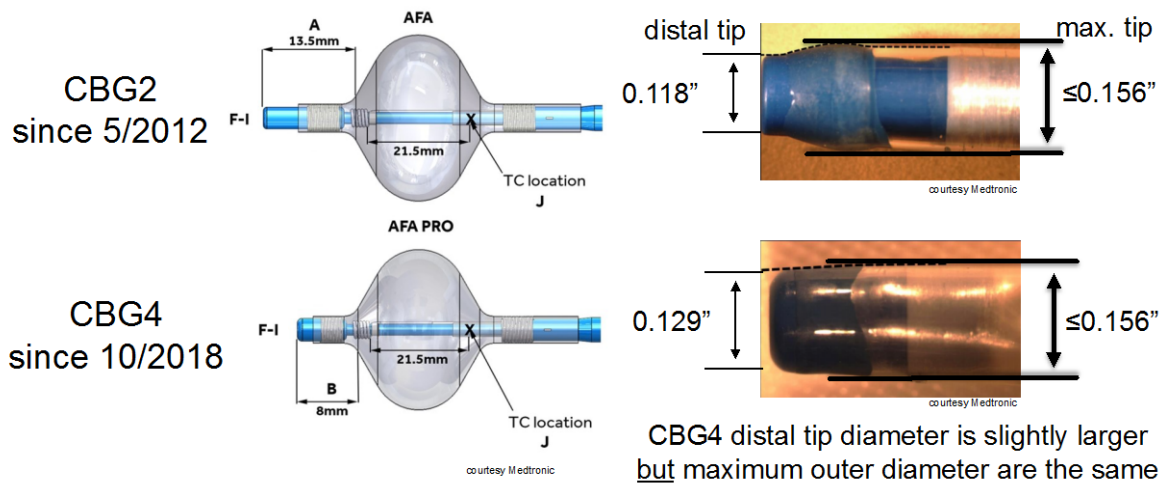 CBG2
since 5/2012
AFA
A
13.5mm
F-I
21.5mm
X
TC location
J
distal tip
max. tip
0.118”
≤0.156”
courtesy Medtronic
CBG4
since 10/2018
AFA PRO
F-I
X
21.5mm
B
8mm
TC location
J
courtesy Medtronic
0.129”
≤0.156”
courtesy Medtronic
CBG4 distal tip diameter is slightly larger
but maximum outer diameter are the same